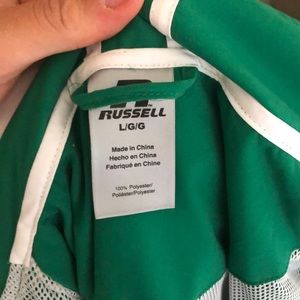 RUSSELL
L/G/G
Made in China
Hecho en China
Fabriqué en Chine
100% Polyester/
Poliéster/Polyester